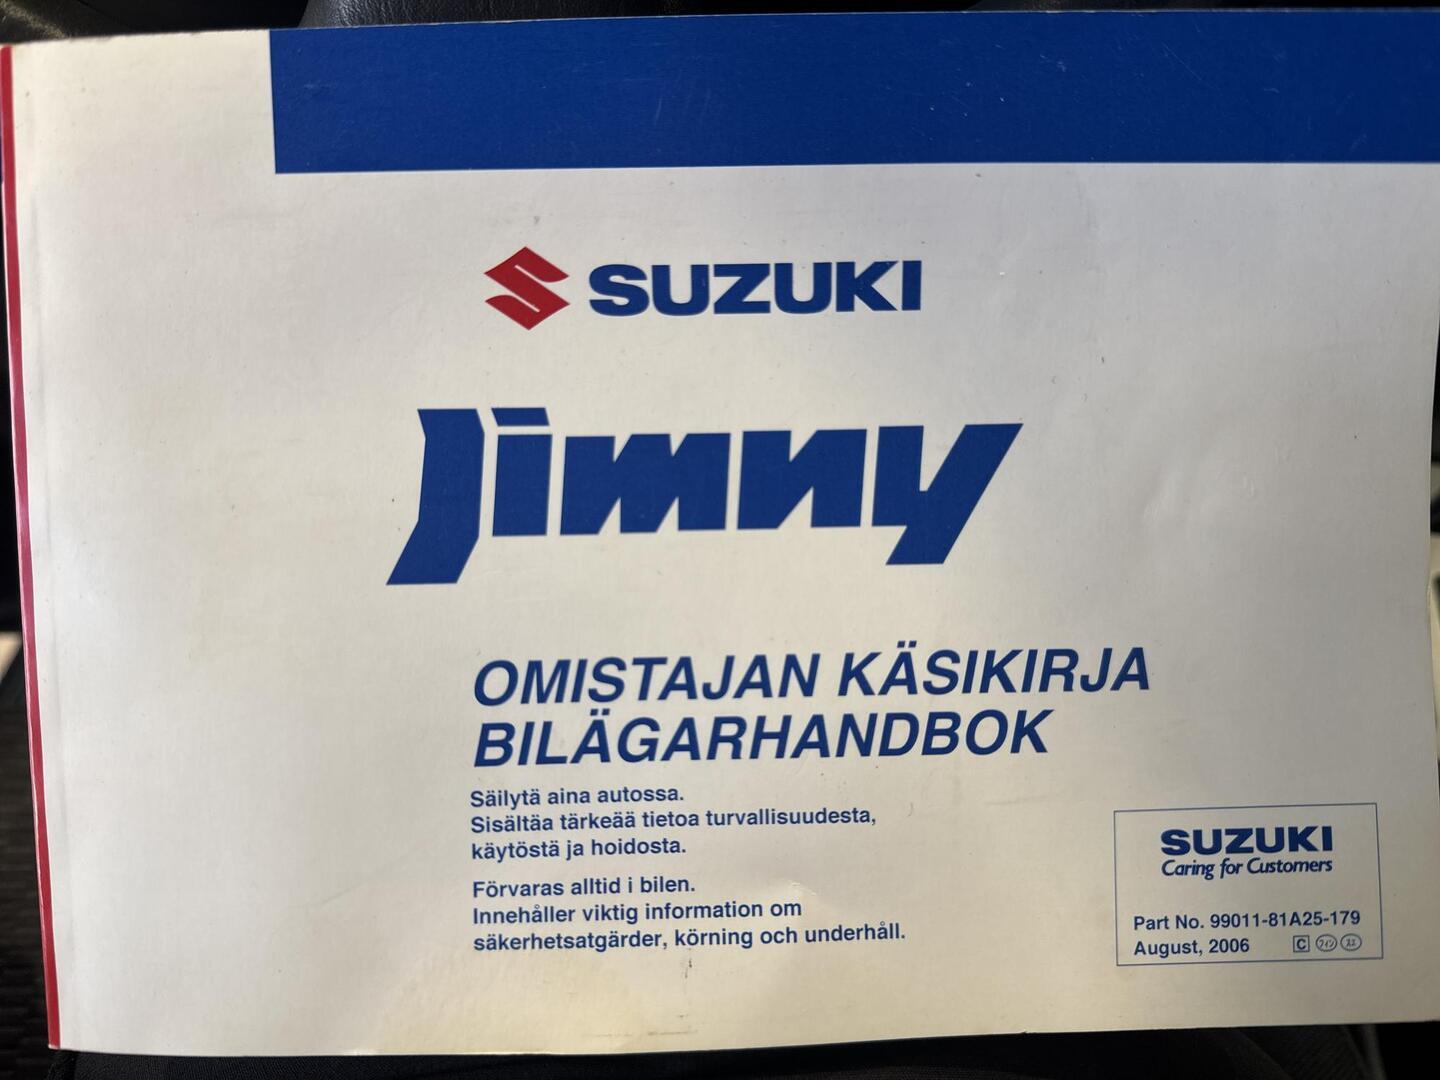 SUZUKI
Jimny
OMISTAJAN KÄSIKIRJA
BILÄGARHANDBOK
Säilytä aina autossa.
Sisältäa tärkeää tietoa turvallisuudesta,
käytöstä ja hoidosta.
Förvaras alltid i bilen.
Innehåller viktig information om
säkerhetsatgärder, körning och underhåll.
SUZUKI
Caring for Customers
Part No. 99011-81A25-179
August, 2006 C